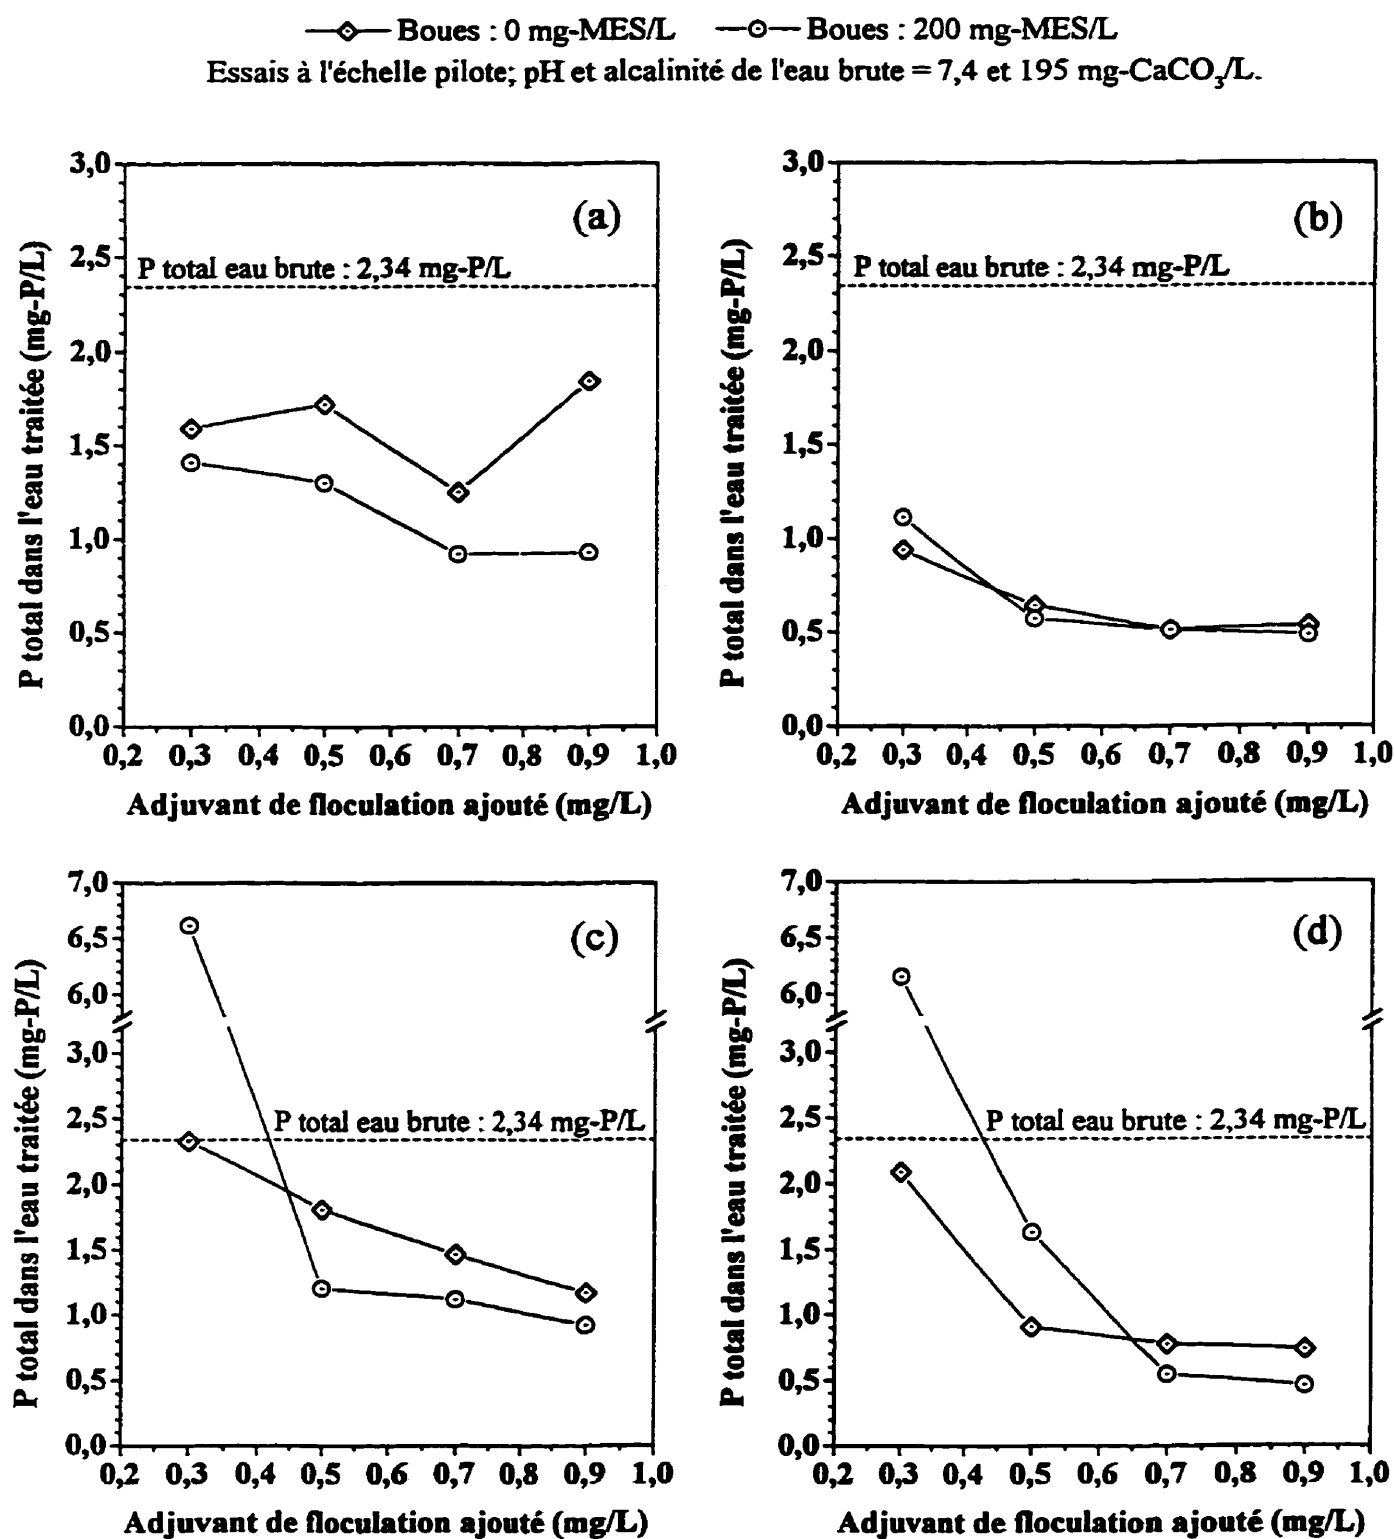 Boues : 0 mg-MES/L Boues : 200 mg-MES/L
Essais à l'échelle pilote; pH et alcalinité de l'eau brute = 7,4 et 195 mg-CaCO₃/L.
(a)
P total dans l'eau traitée (mg-P/L)
3,0
2,5
2,0
1,5
1,0
0,5
0,0
P total eau brute : 2,34 mg-P/L
0,2 0,3 0,4 0,5 0,6 0,7 0,8 0,9 1,0
Adjuvant de floculation ajouté (mg/L)
(b)
P total dans l'eau traitée (mg-P/L)
3,0
2,5
2,0
1,5
1,0
0,5
0,0
P total eau brute : 2,34 mg-P/L
0,2 0,3 0,4 0,5 0,6 0,7 0,8 0,9 1,0
Adjuvant de floculation ajouté (mg/L)
(c)
P total dans l'eau traitée (mg-P/L)
7,0
6,5
6,0
3,0
2,5
2,0
1,5
1,0
0,5
0,0
P total eau brute : 2,34 mg-P/L
0,2 0,3 0,4 0,5 0,6 0,7 0,8 0,9 1,0
Adjuvant de floculation ajouté (mg/L)
(d)
P total dans l'eau traitée (mg-P/L)
7,0
6,5
6,0
3,0
2,5
2,0
1,5
1,0
0,5
0,0
P total eau brute : 2,34 mg-P/L
0,2 0,3 0,4 0,5 0,6 0,7 0,8 0,9 1,0
Adjuvant de floculation ajouté (mg/L)